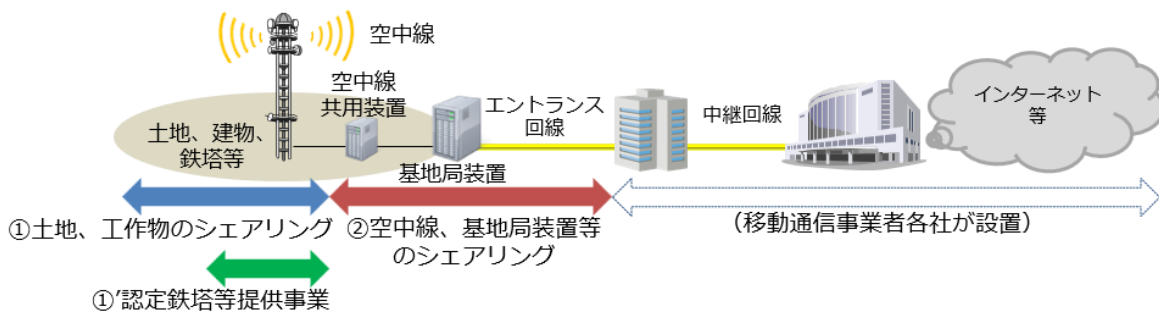 空中線
空中線
共用装置
土地、建物、
鉄塔等
基地局装置
エントランス
回線
中継回線
インターネット
等
①土地、工作物のシェアリング
②空中線、基地局装置等
のシェアリング
（移動通信事業者各社が設置）
①’認定鉄塔等提供事業